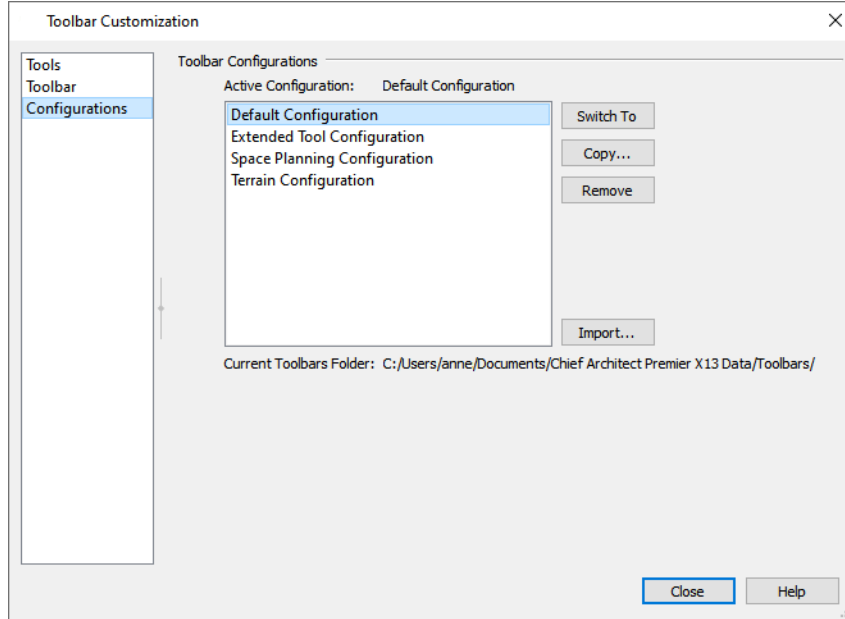 Toolbar Customization
Tools
Toolbar
Configurations
Toolbar Configurations
Active Configuration: Default Configuration
Default Configuration
Extended Tool Configuration
Space Planning Configuration
Terrain Configuration
Switch To
Copy...
Remove
Import...
Current Toolbars Folder: C:/Users/anne/Documents/Chief Architect Premier X13 Data/Toolbars/
Close
Help